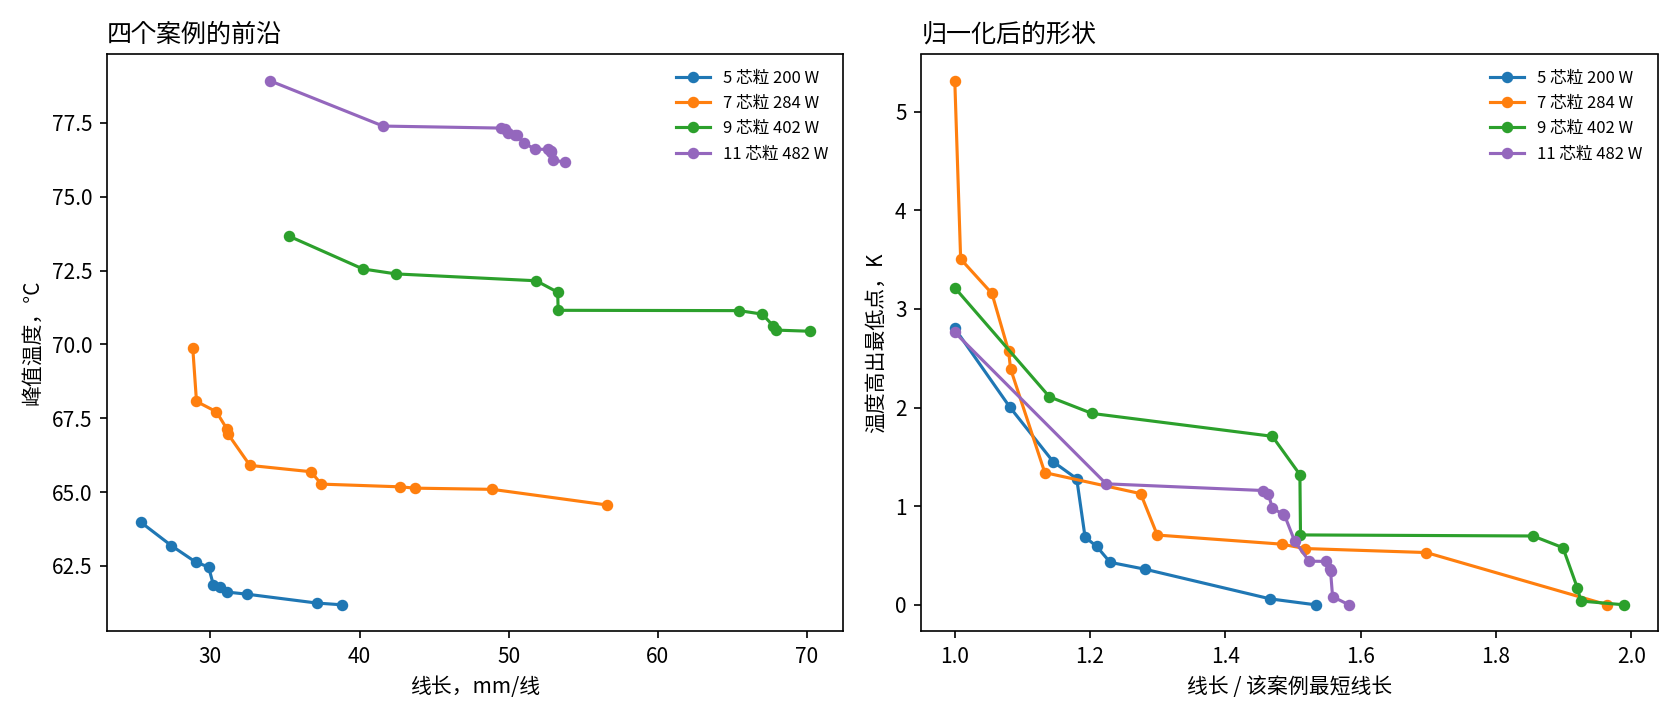 四个案例的前沿
5 芯粒 200 W
7 芯粒 284 W
9 芯粒 402 W
11 芯粒 482 W
77.5
75.0
72.5
70.0
67.5
65.0
62.5
峰值温度，°C
30
40
50
60
70
线长，mm/线
归一化后的形状
5 芯粒 200 W
7 芯粒 284 W
9 芯粒 402 W
11 芯粒 482 W
5
4
3
2
1
0
温度高出最低点，K
1.0
1.2
1.4
1.6
1.8
2.0
线长 / 该案例最短线长